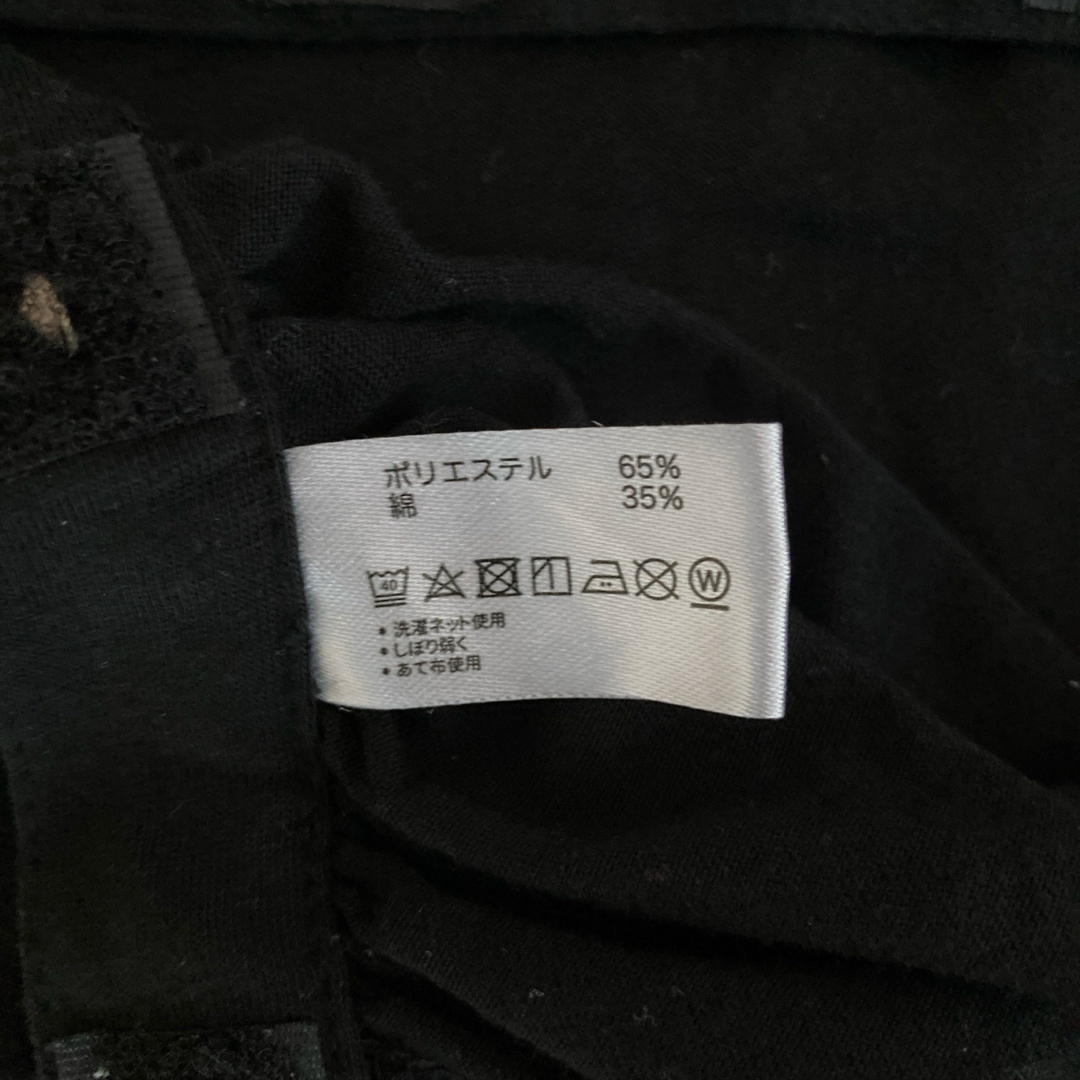 ポリエステル 65%
綿 35%
40 W
• 洗濯ネット使用
• しぼり弱く
• あて布使用